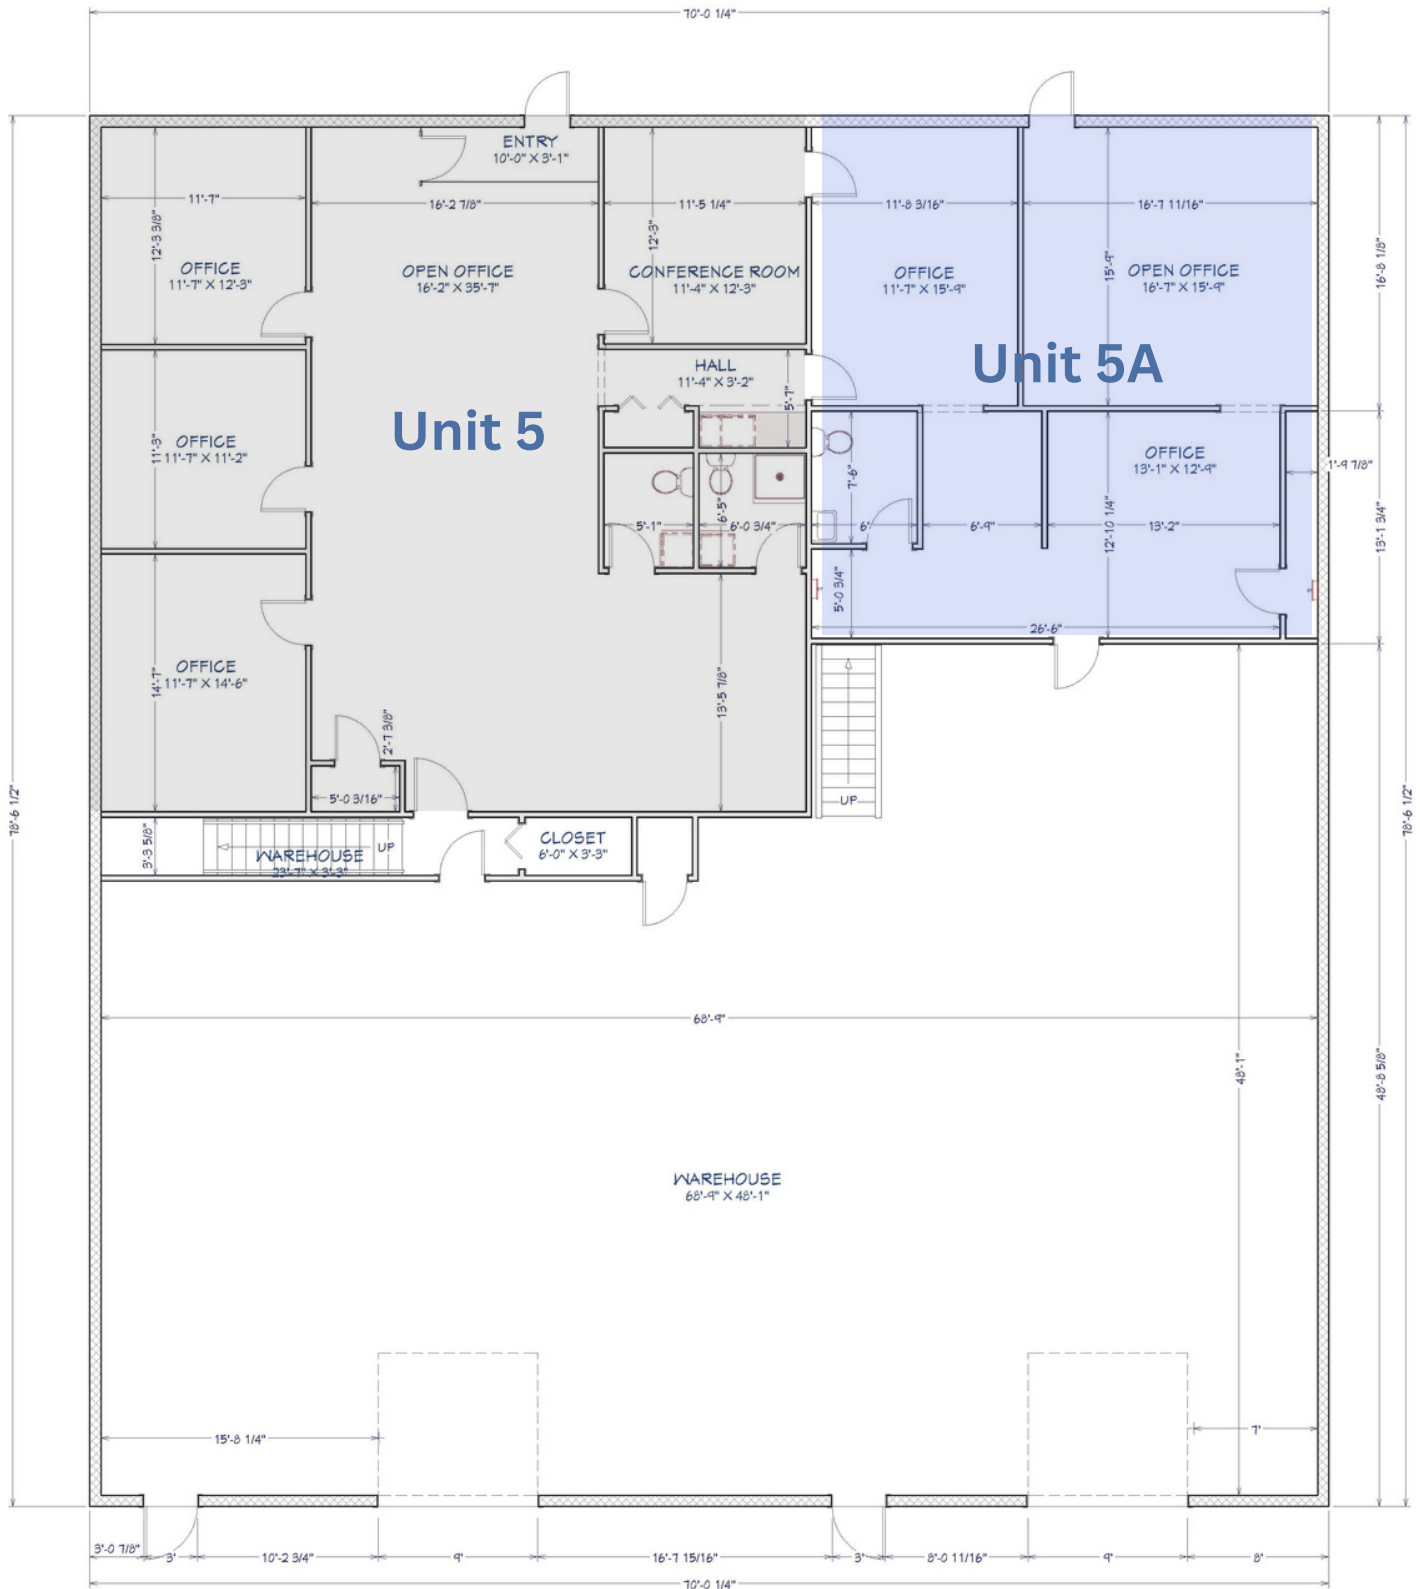 70'-0 1/4"
ENTRY
10'-0" X 3'-1"
11'-7"
16'-2 7/8"
11'-5 1/4"
11'-8 3/16"
16'-7 11/16"
12'-3 3/8"
12'-3"
15'-9"
16'-8 1/8"
OFFICE
11'-7" X 12'-3"
OPEN OFFICE
16'-2" X 35'-7"
CONFERENCE ROOM
11'-4" X 12'-3"
OFFICE
11'-7" X 15'-9"
OPEN OFFICE
16'-7" X 15'-9"
Unit 5A
HALL
11'-4" X 3'-2"
5'-7"
Unit 5
11'-3"
OFFICE
11'-7" X 11'-2"
OFFICE
13'-1" X 12'-9"
1'-9 7/8"
7'-6"
6'-5"
5'-1"
6'-0 3/4"
6'
6'-9"
12'-10 1/4"
13'-2"
13'-1 3/4"
5'-0 3/4"
26'-6"
OFFICE
11'-7" X 14'-6"
14'-7"
13'-5 7/8"
2'-7 3/8"
5'-0 3/16"
UP
78'-6 1/2"
78'-6 1/2"
3'-3 5/8"
UP
WAREHOUSE
23'-7" X 3'-3"
CLOSET
6'-0" X 3'-3"
68'-9"
48'-1"
48'-8 5/8"
WAREHOUSE
68'-9" X 48'-1"
15'-8 1/4"
7'
3'-0 7/8"
3'
10'-2 3/4"
9'
16'-7 15/16"
3'
8'-0 11/16"
9'
8'
70'-0 1/4"